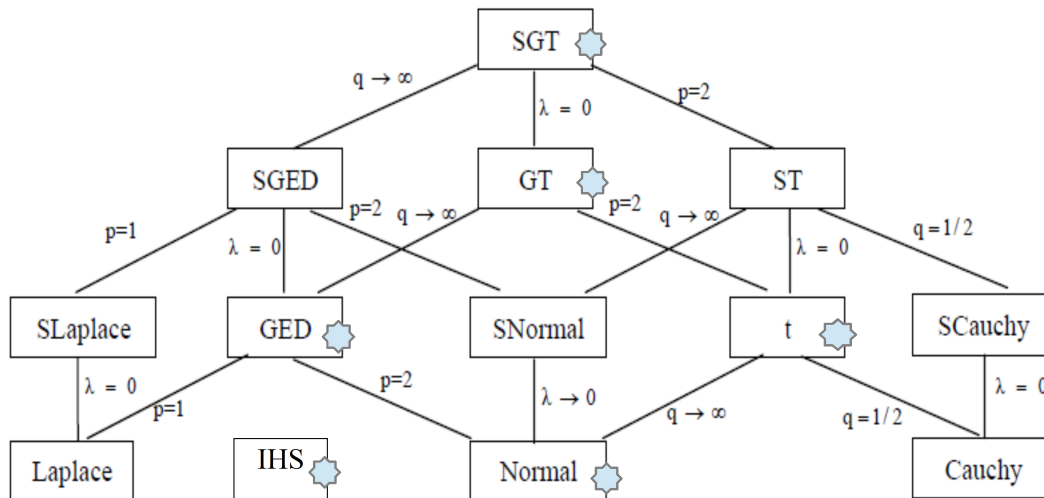 SGT
q → ∞
λ = 0
p=2
SGED
GT
ST
p=1
λ = 0
p=2
q → ∞
p=2
q → ∞
λ = 0
q=1/2
SLaplace
GED
SNormal
t
SCauchy
λ = 0
p=1
p=2
λ → 0
q → ∞
q=1/2
λ = 0
Laplace
IHS
Normal
Cauchy